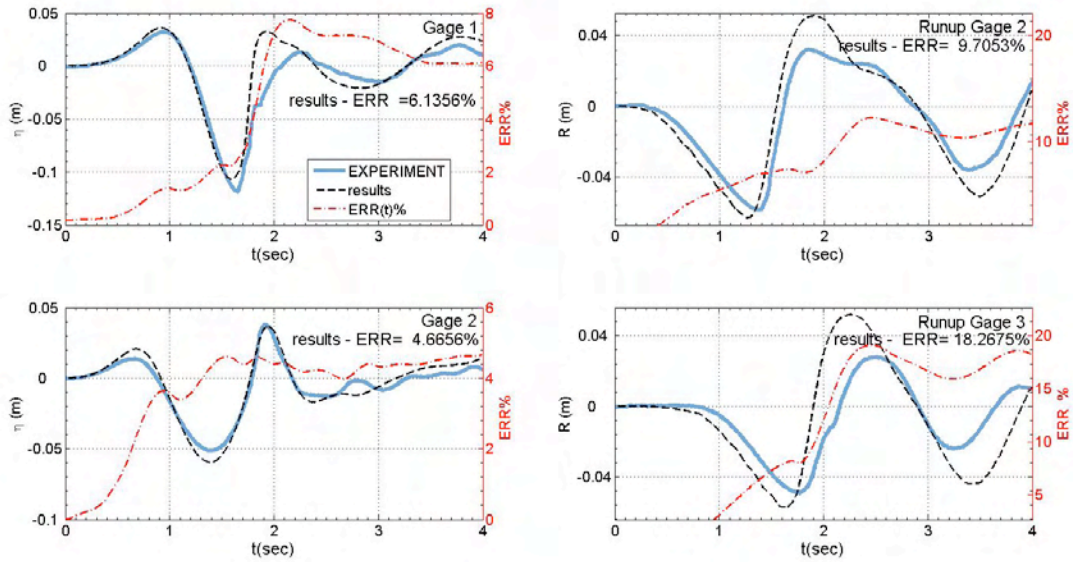 Gage 1
results - ERR =6.1356%
EXPERIMENT
results
ERR(t)%
0.05
0
-0.05
-0.1
-0.15
η (m)
8
6
4
2
0
ERR%
0 1 2 3 4
t(sec)
Runup Gage 2
results - ERR= 9.7053%
0.04
0
-0.04
R (m)
20
10
ERR%
0 1 2 3 4
t(sec)
Gage 2
results - ERR= 4.6656%
0.05
0
-0.05
-0.1
η (m)
6
4
2
0
ERR%
0 1 2 3 4
t(sec)
Runup Gage 3
results - ERR= 18.2675%
0.04
0
-0.04
R (m)
22
20
15
13
10
8
5
ERR %
0 1 2 3 4
t(sec)